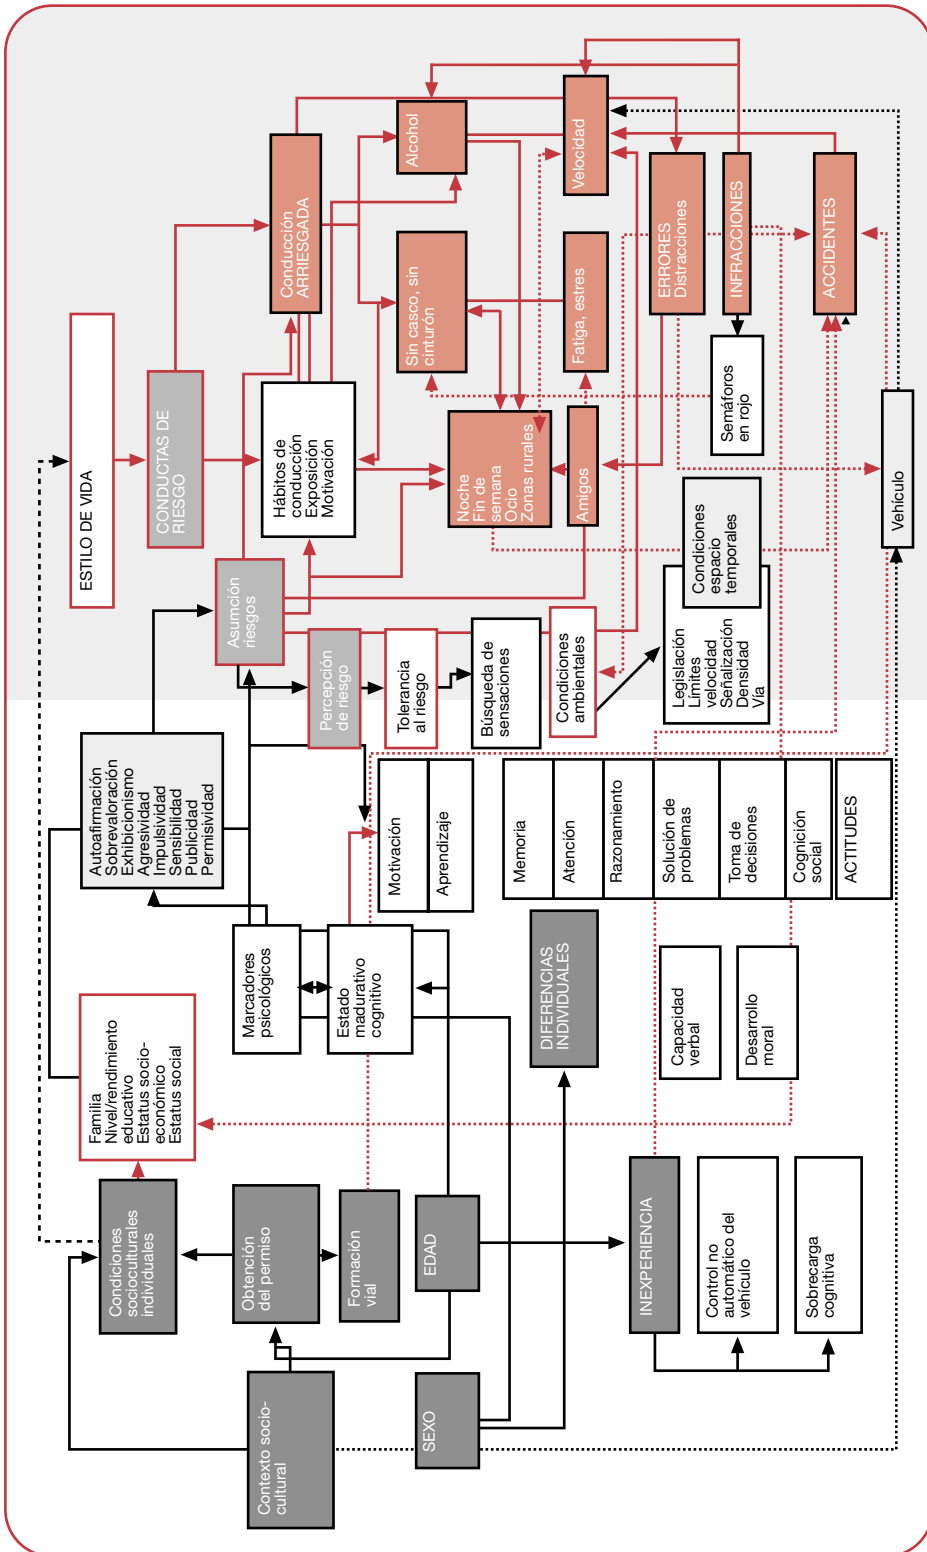 Contexto socio-
cultural
SEXO
Condiciones
socioculturales
individuales
Obtención
del permiso
Formación
vial
EDAD
INEXPERIENCIA
Control no
automático del
vehículo
Sobrecarga
cognitiva
Familia
Nivel/rendimiento
educativo
Estatus socio-
económico
Estatus social
Marcadores
psicológicos
Estado
madurativo
cognitivo
DIFERENCIAS
INDIVIDUALES
Capacidad
verbal
Desarrollo
moral
Autoafirmación
Sobrevaloración
Exhibicionismo
Agresividad
Impulsividad
Sensibilidad
Publicidad
Permisividad
Motivación
Aprendizaje
Memoria
Atención
Razonamiento
Solución de
problemas
Toma de
decisiones
Cognición
social
ACTITUDES
ESTILO DE VIDA
CONDUCTAS DE
RIESGO
Asumción
riesgos
Percepción
de riesgo
Tolerancia
al riesgo
Búsqueda de
sensaciones
Condiciones
ambientales
Legislación
Límites
velocidad
Señalización
Densidad
Vía
Condiciones
espacio
temporales
Hábitos de
conducción
Exposición
Motivación
Noche
Fin de
semana
Ocio
Zonas rurales
Amigos
Semáforos
en rojo
Vehículo
Conducción
ARRIESGADA
Sin casco, sin
cinturón
Fatiga, estres
Alcohol
Velocidad
ERRORES
Distracciones
INFRACCIONES
ACCIDENTES